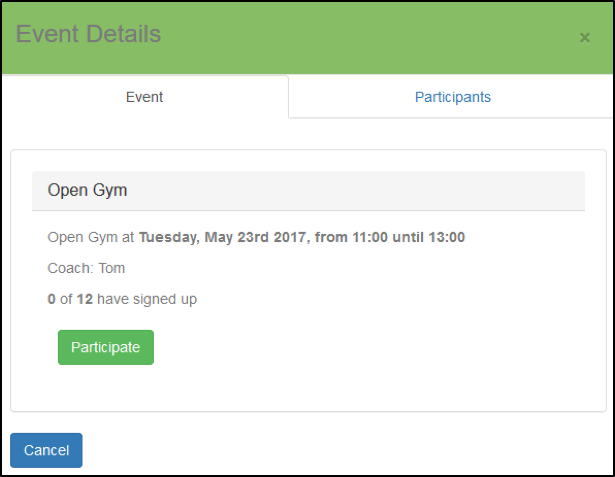 Event Details
×
Event
Participants
Open Gym
Open Gym at Tuesday, May 23rd 2017, from 11:00 until 13:00
Coach: Tom
0 of 12 have signed up
Participate
Cancel